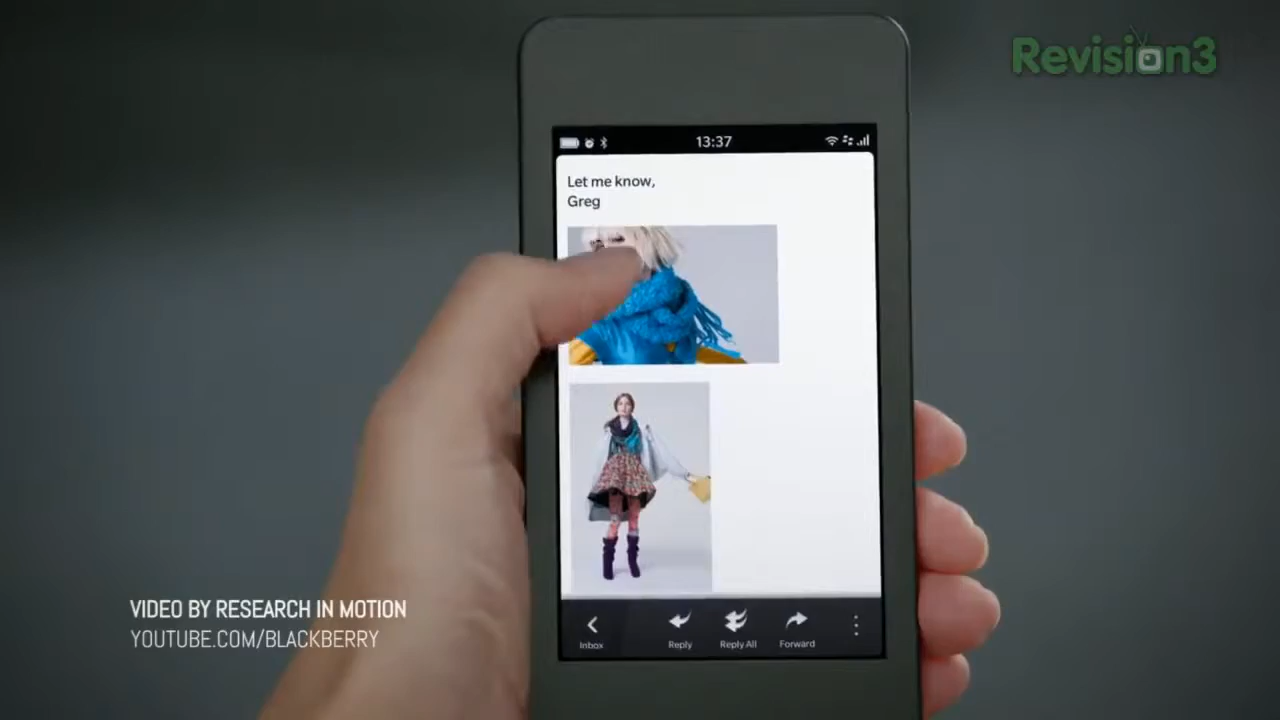 Revision3
13:37
Let me know,
Greg
VIDEO BY RESEARCH IN MOTION
YOUTUBE.COM/BLACKBERRY
Inbox
Reply
Reply All
Forward